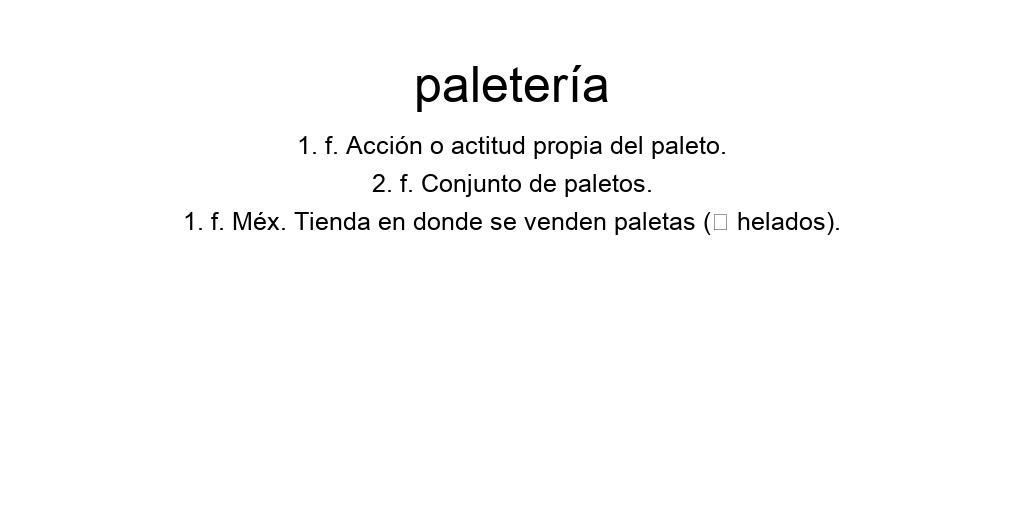 paletería
1. f. Acción o actitud propia del paleto.
2. f. Conjunto de paletos.
1. f. Méx. Tienda en donde se venden paletas (□ helados).